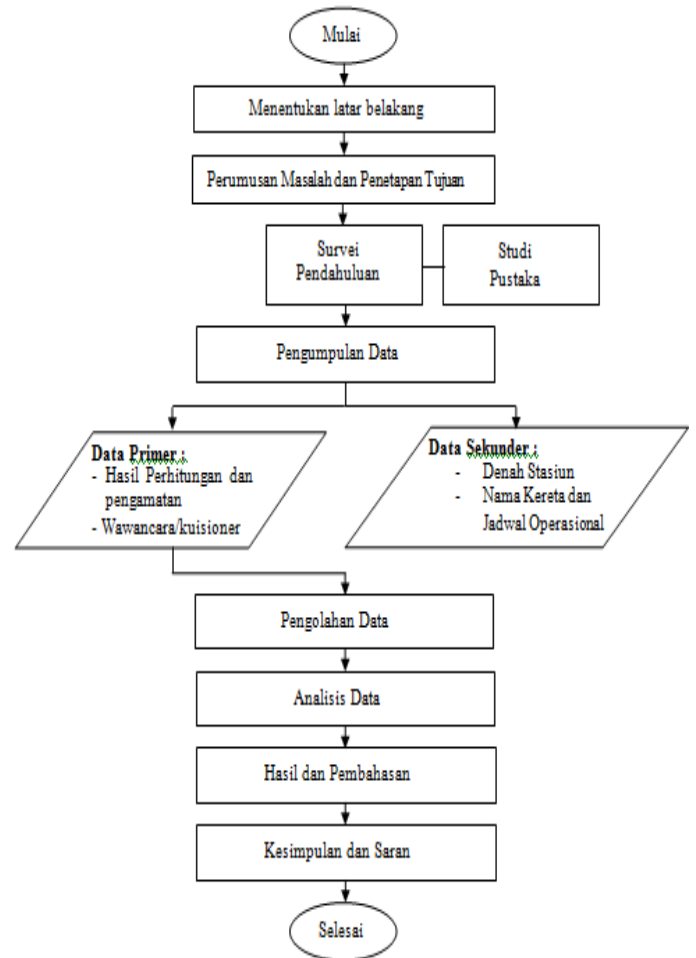 Mulai
Menentukan latar belakang
Perumusan Masalah dan Penetapan Tujuan
Survei
Pendahuluan
Studi
Pustaka
Pengumpulan Data
Data Primer :
- Hasil Perhitungan dan
pengamatan
- Wawancara/kuisioner
Data Sekunder :
- Denah Stasiun
- Nama Kereta dan
Jadwal Operasional
Pengolahan Data
Analisis Data
Hasil dan Pembahasan
Kesimpulan dan Saran
Selesai